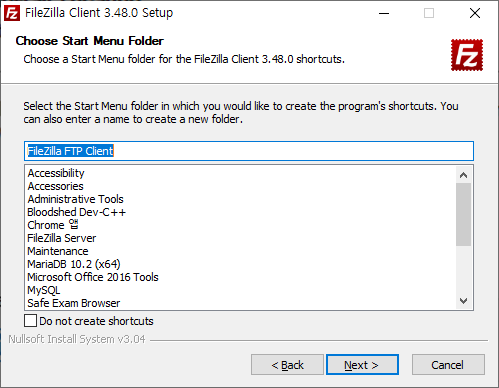 FileZilla Client 3.48.0 Setup
Choose Start Menu Folder
Choose a Start Menu folder for the FileZilla Client 3.48.0 shortcuts.
Fz
Select the Start Menu folder in which you would like to create the program's shortcuts. You
can also enter a name to create a new folder.
FileZilla FTP Client
Accessibility
Accessories
Administrative Tools
Bloodshed Dev-C++
Chrome 앱
FileZilla Server
Maintenance
MariaDB 10.2 (x64)
Microsoft Office 2016 Tools
MySQL
Safe Exam Browser
Do not create shortcuts
Nullsoft Install System v3.04
< Back
Next >
Cancel